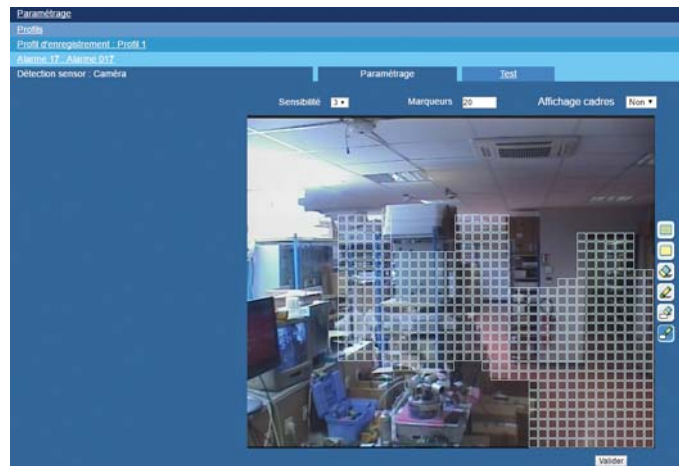 Paramétrage
Profils
Profil d'enregistrement : Profil 1
Alarme 17 : Alarme 017
Détection sensor : Caméra
Paramétrage
Test
Sensibilité 3
Marqueurs 20
Affichage cadres Non
Valider